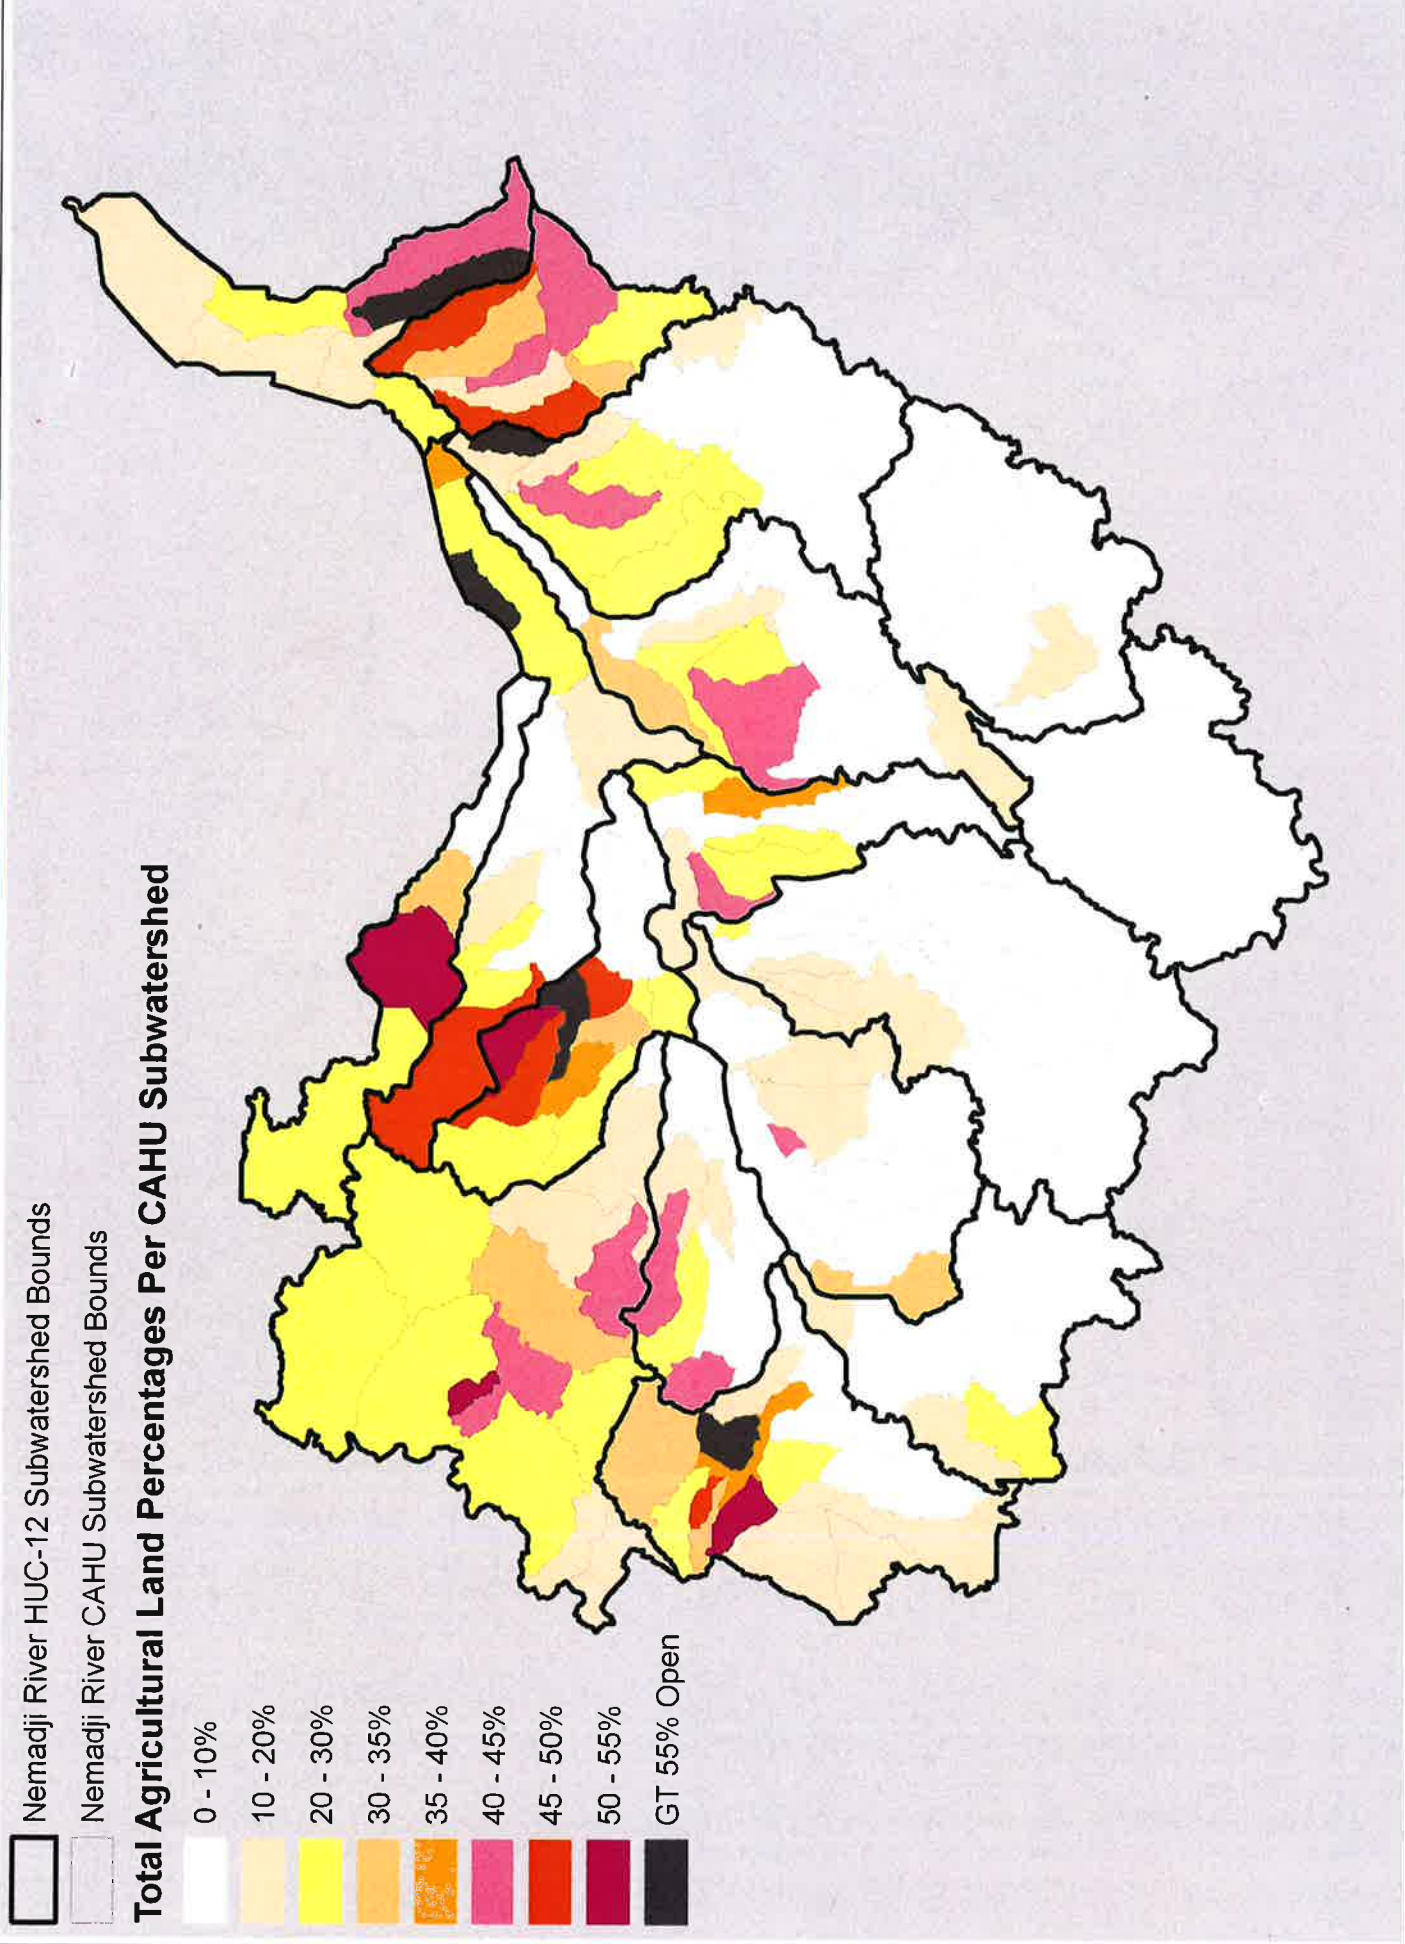 Nemadji River HUC-12 Subwatershed Bounds
Nemadji River CAHU Subwatershed Bounds
Total Agricultural Land Percentages Per CAHU Subwatershed
0 - 10%
10 - 20%
20 - 30%
30 - 35%
35 - 40%
40 - 45%
45 - 50%
50 - 55%
GT 55% Open